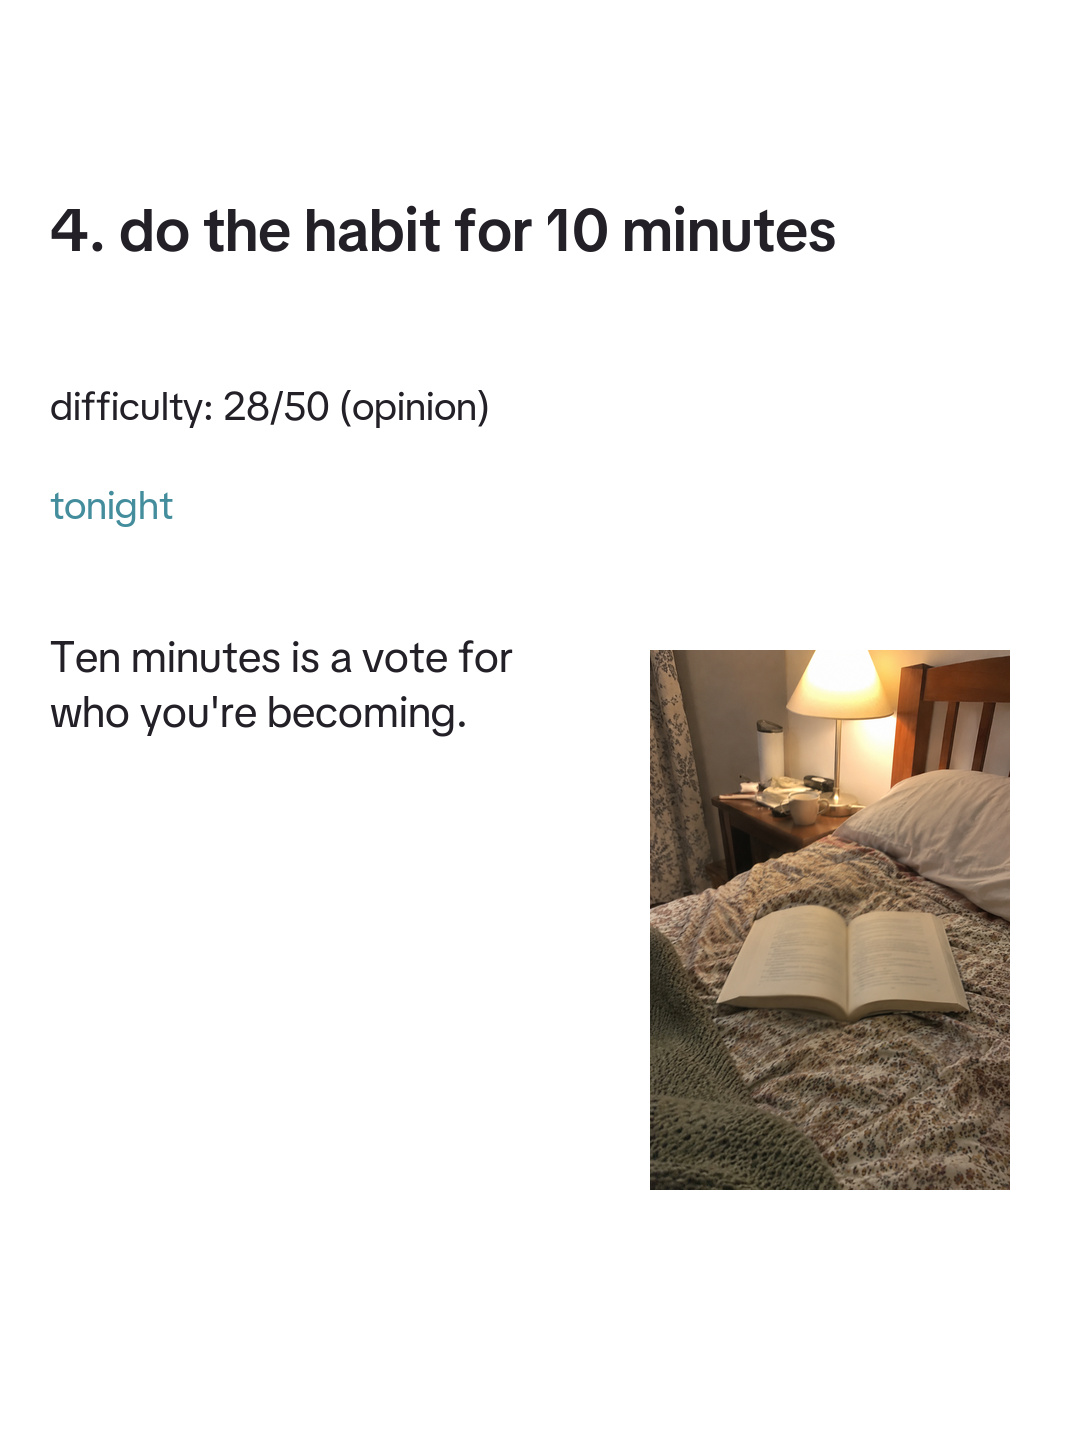 4. do the habit for 10 minutes
difficulty: 28/50 (opinion)
tonight
Ten minutes is a vote for
who you're becoming.